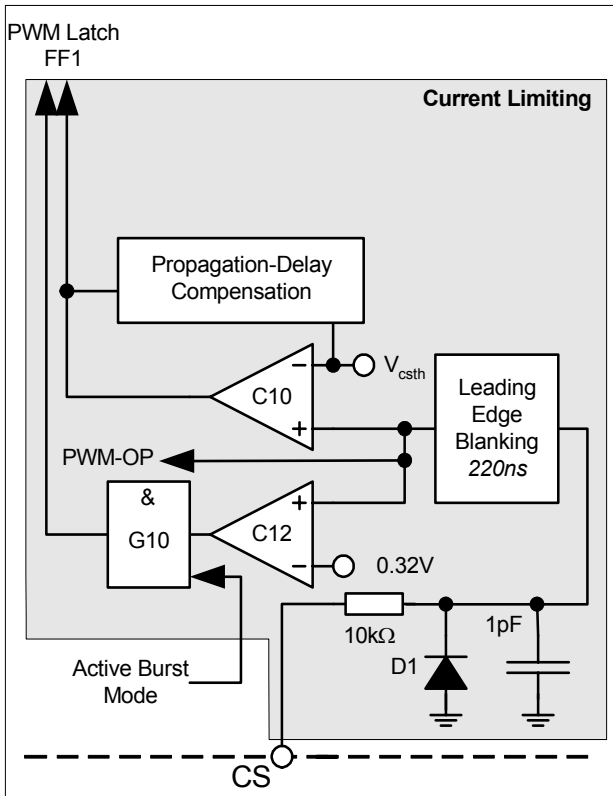 PWM Latch
FF1
Current Limiting
Propagation-Delay
Compensation
−
V_csth
C10
+
Leading
Edge
Blanking
220ns
PWM-OP
&
G10
+
C12
−
0.32V
10kΩ
1pF
D1
Active Burst
Mode
CS